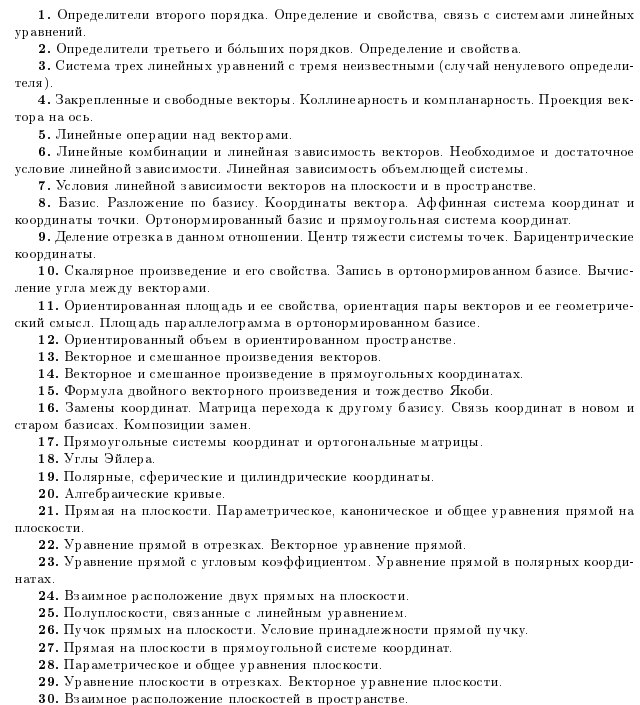 1. Определители второго порядка. Определение и свойства, связь с системами линейных
уравнений.
2. Определители третьего и бо́льших порядков. Определение и свойства.
3. Система трех линейных уравнений с тремя неизвестными (случай ненулевого определи-
теля).
4. Закрепленные и свободные векторы. Коллинеарность и компланарность. Проекция век-
тора на ось.
5. Линейные операции над векторами.
6. Линейные комбинации и линейная зависимость векторов. Необходимое и достаточное
условие линейной зависимости. Линейная зависимость объемлющей системы.
7. Условия линейной зависимости векторов на плоскости и в пространстве.
8. Базис. Разложение по базису. Координаты вектора. Аффинная система координат и
координаты точки. Ортонормированный базис и прямоугольная система координат.
9. Деление отрезка в данном отношении. Центр тяжести системы точек. Барицентрические
координаты.
10. Скалярное произведение и его свойства. Запись в ортонормированном базисе. Вычис-
ление угла между векторами.
11. Ориентированная площадь и ее свойства, ориентация пары векторов и ее геометриче-
ский смысл. Площадь параллелограмма в ортонормированном базисе.
12. Ориентированный объем в ориентированном пространстве.
13. Векторное и смешанное произведения векторов.
14. Векторное и смешанное произведение в прямоугольных координатах.
15. Формула двойного векторного произведения и тождество Якоби.
16. Замены координат. Матрица перехода к другому базису. Связь координат в новом и
старом базисах. Композиции замен.
17. Прямоугольные системы координат и ортогональные матрицы.
18. Углы Эйлера.
19. Полярные, сферические и цилиндрические координаты.
20. Алгебраические кривые.
21. Прямая на плоскости. Параметрическое, каноническое и общее уравнения прямой на
плоскости.
22. Уравнение прямой в отрезках. Векторное уравнение прямой.
23. Уравнение прямой с угловым коэффициентом. Уравнение прямой в полярных коорди-
натах.
24. Взаимное расположение двух прямых на плоскости.
25. Полуплоскости, связанные с линейным уравнением.
26. Пучок прямых на плоскости. Условие принадлежности прямой пучку.
27. Прямая на плоскости в прямоугольной системе координат.
28. Параметрическое и общее уравнения плоскости.
29. Уравнение плоскости в отрезках. Векторное уравнение плоскости.
30. Взаимное расположение плоскостей в пространстве.